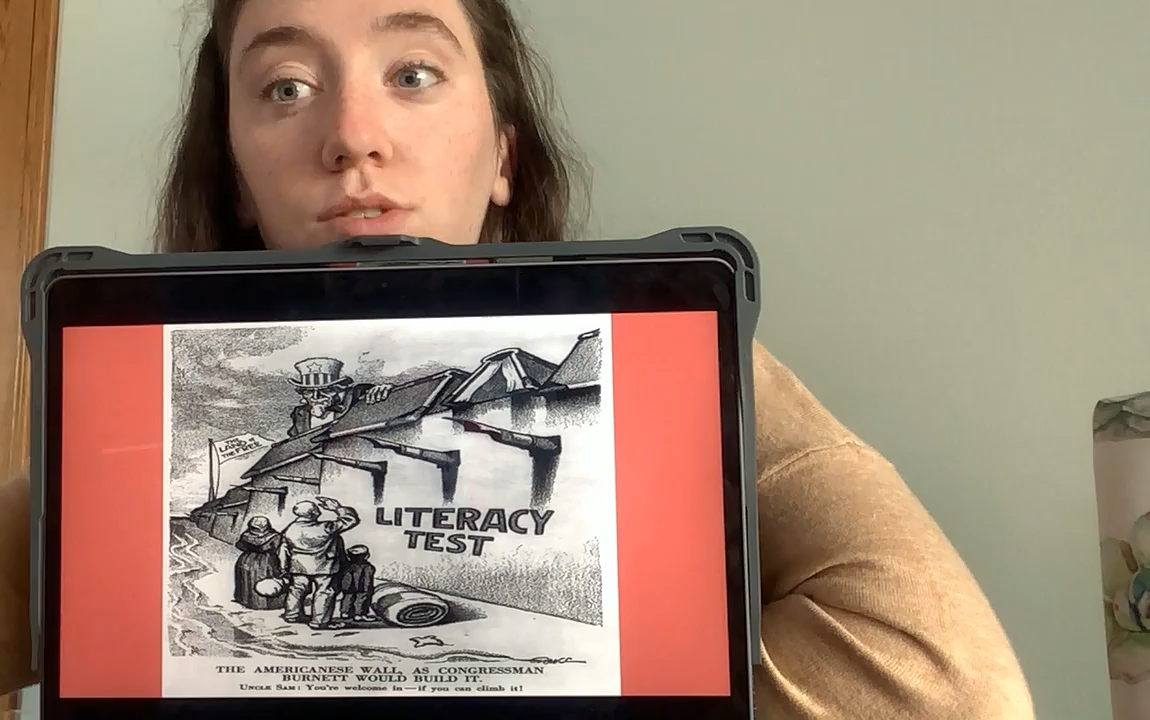 THE
LAND OF
THE FREE
LITERACY
TEST
THE AMERICANESE WALL, AS CONGRESSMAN
BURNETT WOULD BUILD IT.
UNCLE SAM: You're welcome in—if you can climb it!